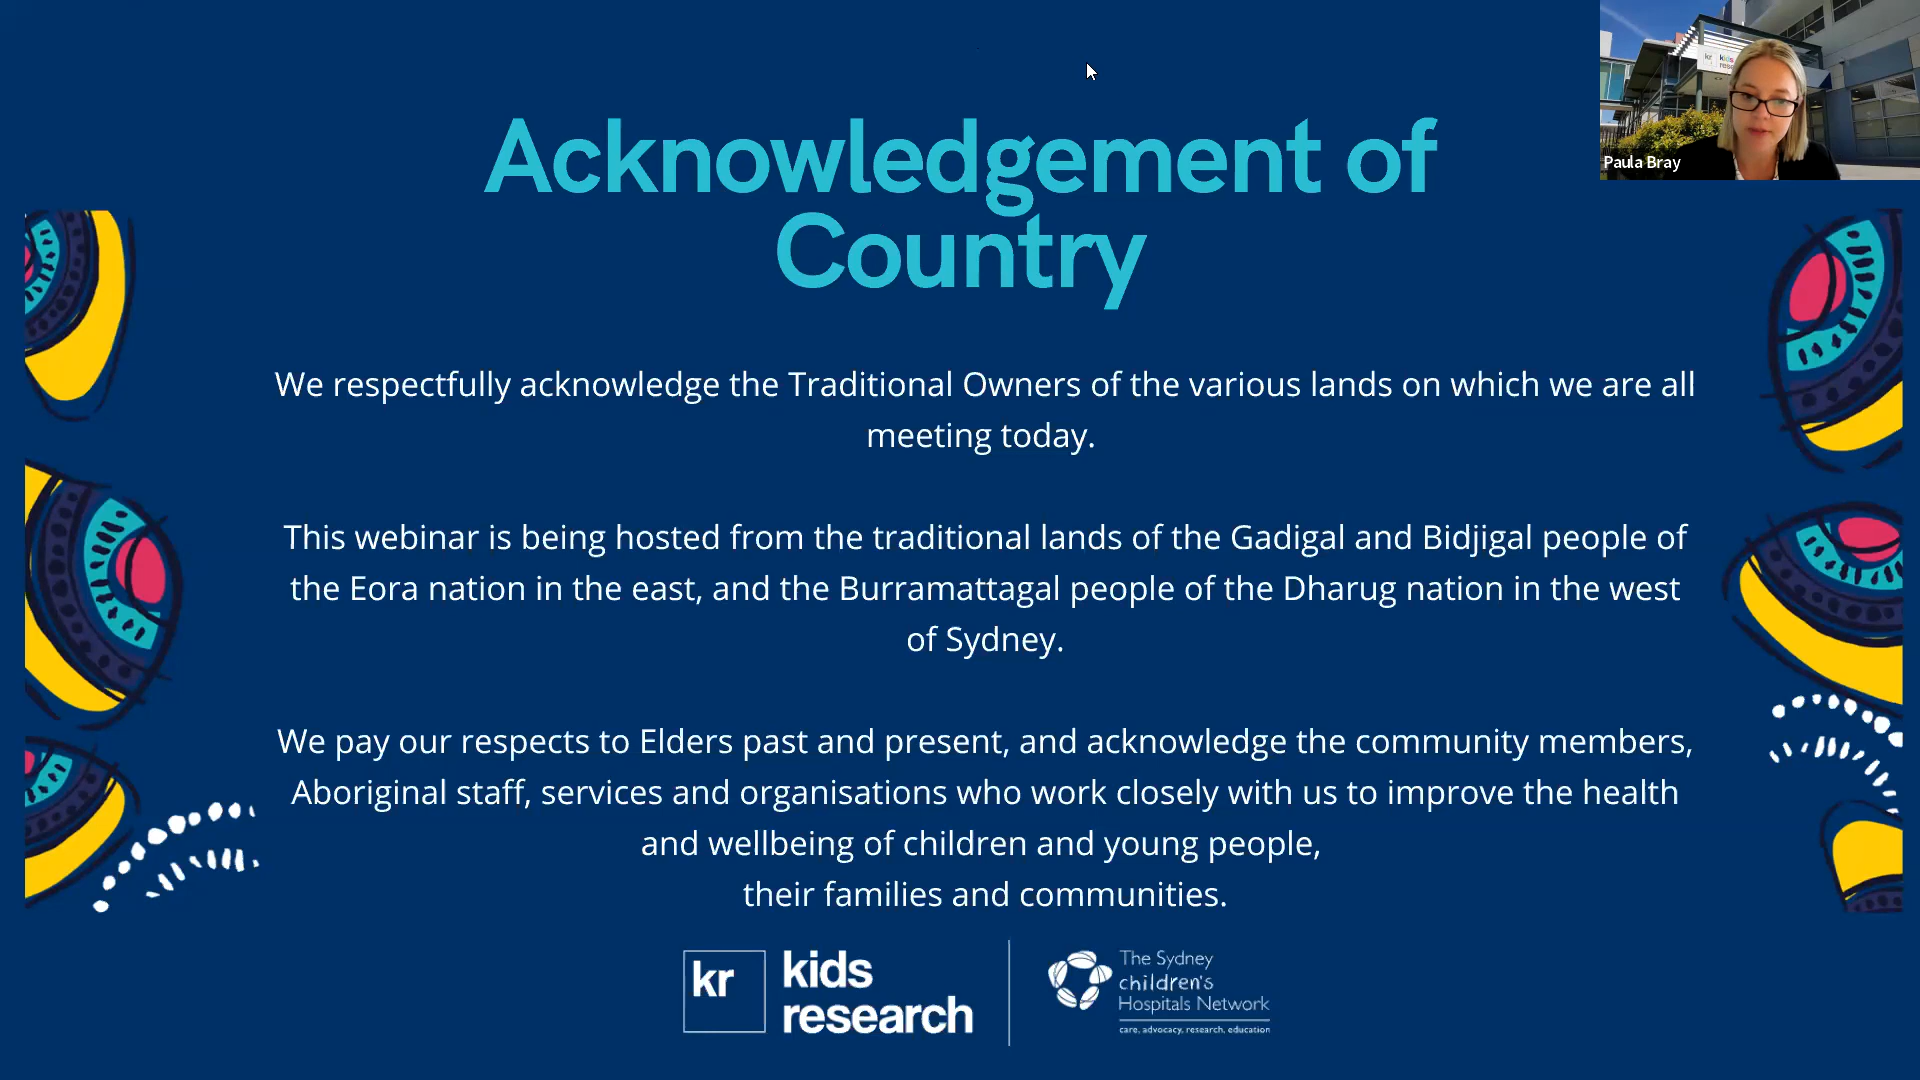 Acknowledgement of
Country
Paula Bray
We respectfully acknowledge the Traditional Owners of the various lands on which we are all
meeting today.
This webinar is being hosted from the traditional lands of the Gadigal and Bidjigal people of
the Eora nation in the east, and the Burramattagal people of the Dharug nation in the west
of Sydney.
We pay our respects to Elders past and present, and acknowledge the community members,
Aboriginal staff, services and organisations who work closely with us to improve the health
and wellbeing of children and young people,
their families and communities.
kr
kids
research
The Sydney
children's
Hospitals Network
care, advocacy, research, education